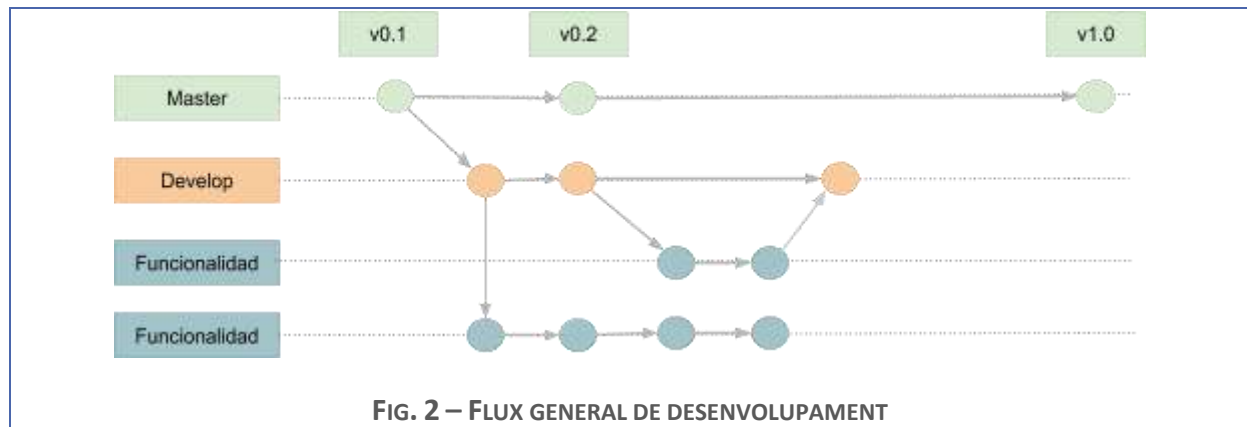 v0.1
v0.2
v1.0
Master
Develop
Funcionalidad
Funcionalidad
FIG. 2 – FLUX GENERAL DE DESENVOLUPAMENT